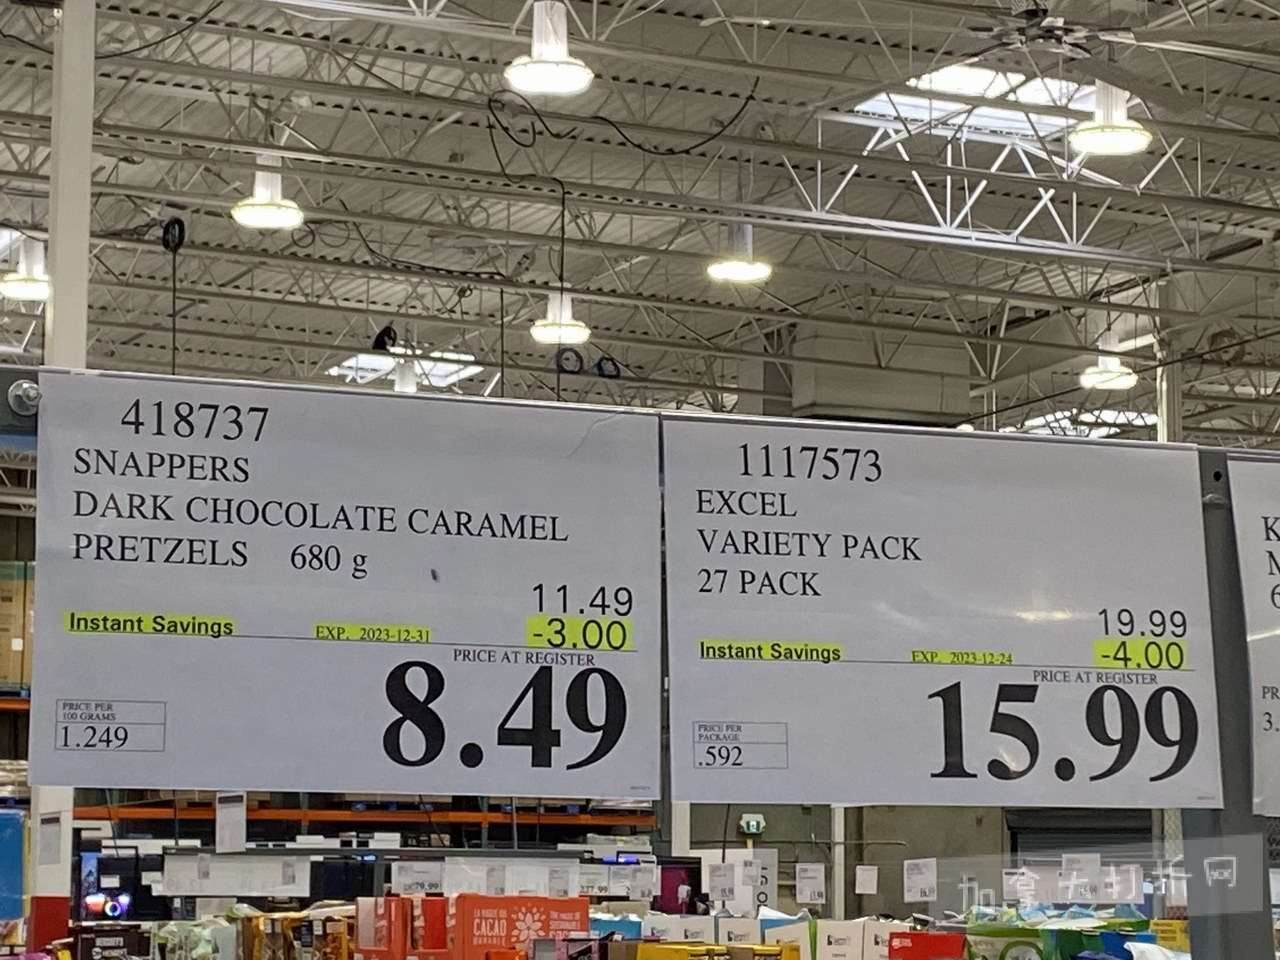 418737
SNAPPERS
DARK CHOCOLATE CARAMEL
PRETZELS 680 g
11.49
Instant Savings EXP. 2023-12-31 -3.00
PRICE AT REGISTER
8.49
PRICE PER
100 GRAMS
1.249
1117573
EXCEL
VARIETY PACK
27 PACK
19.99
Instant Savings EXP. 2023-12-24 -4.00
PRICE AT REGISTER
15.99
PRICE PER
PACKAGE
.592
K
M
6
PR
3.
CACAO
加拿大打折网